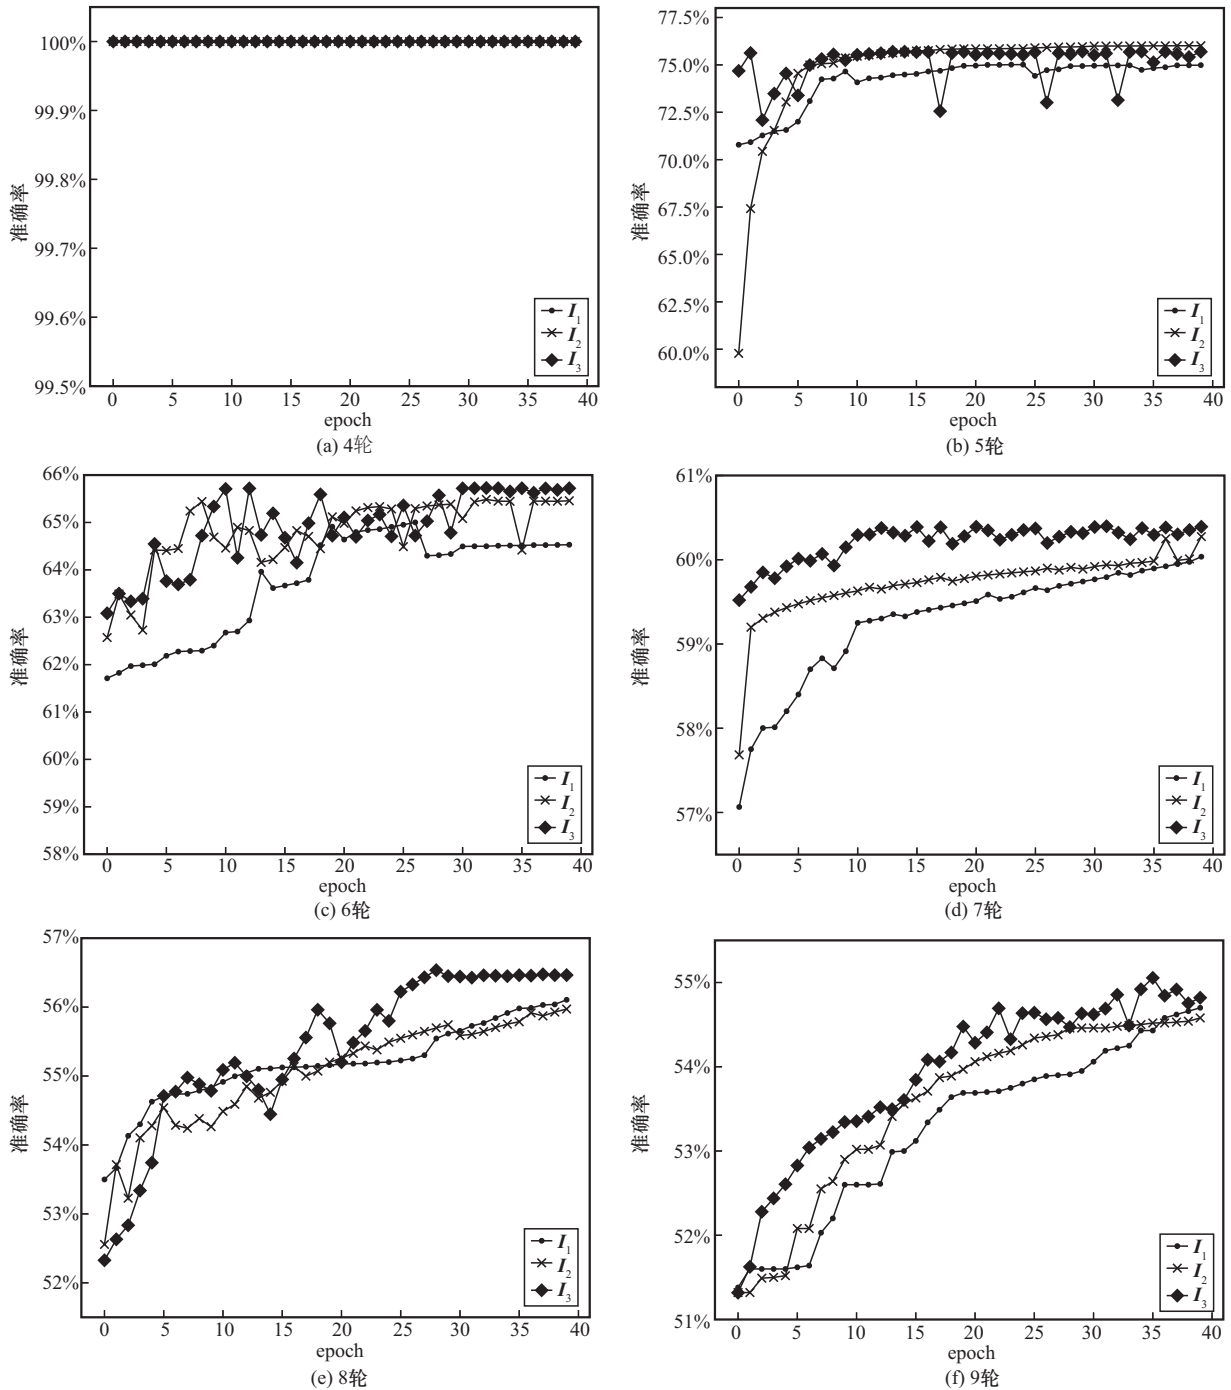 准确率
100%
99.9%
99.8%
99.7%
99.6%
99.5%
0 5 10 15 20 25 30 35 40
epoch
I1
I2
I3
(a) 4轮
准确率
77.5%
75.0%
72.5%
70.0%
67.5%
65.0%
62.5%
60.0%
0 5 10 15 20 25 30 35 40
epoch
I1
I2
I3
(b) 5轮
准确率
66%
65%
64%
63%
62%
61%
60%
59%
58%
0 5 10 15 20 25 30 35 40
epoch
I1
I2
I3
(c) 6轮
准确率
61%
60%
59%
58%
57%
0 5 10 15 20 25 30 35 40
epoch
I1
I2
I3
(d) 7轮
准确率
57%
56%
55%
54%
53%
52%
0 5 10 15 20 25 30 35 40
epoch
I1
I2
I3
(e) 8轮
准确率
55%
54%
53%
52%
51%
0 5 10 15 20 25 30 35 40
epoch
I1
I2
I3
(f) 9轮